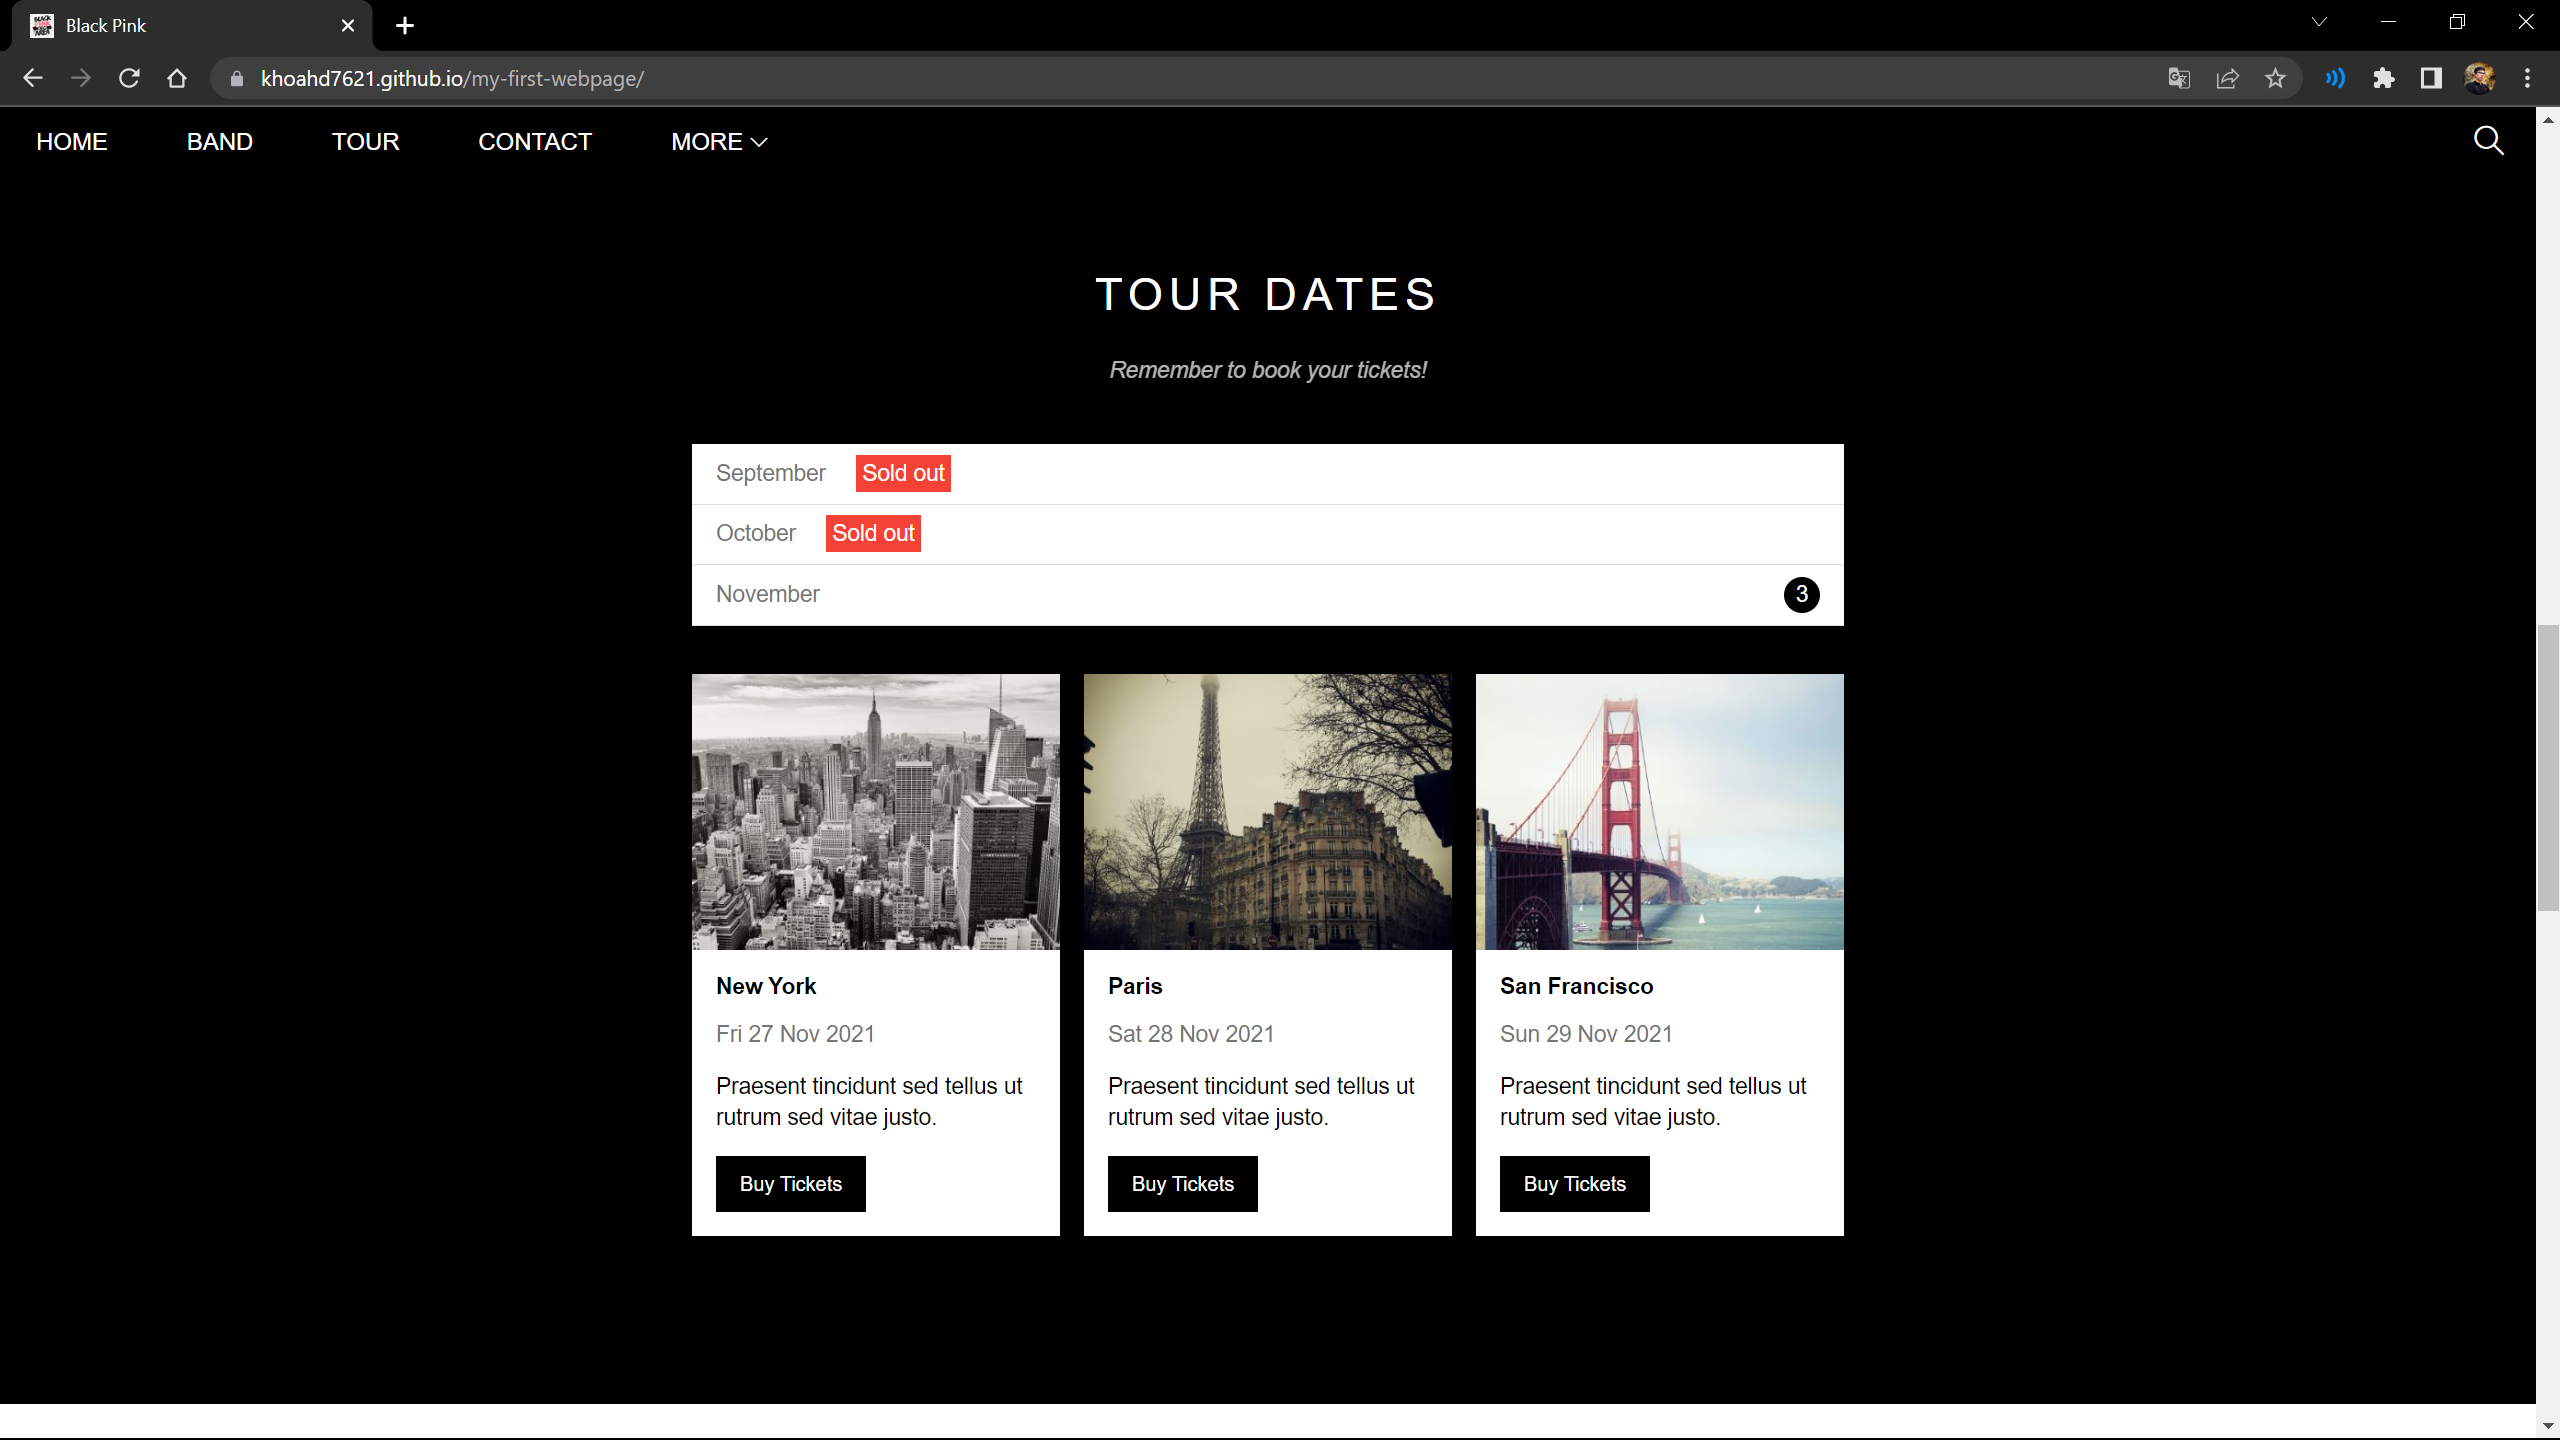 Black Pink
khoahd7621.github.io/my-first-webpage/
HOME BAND TOUR CONTACT MORE
TOUR DATES
Remember to book your tickets!
September Sold out
October Sold out
November 3
New York
Fri 27 Nov 2021
Praesent tincidunt sed tellus ut
rutrum sed vitae justo.
Buy Tickets
Paris
Sat 28 Nov 2021
Praesent tincidunt sed tellus ut
rutrum sed vitae justo.
Buy Tickets
San Francisco
Sun 29 Nov 2021
Praesent tincidunt sed tellus ut
rutrum sed vitae justo.
Buy Tickets